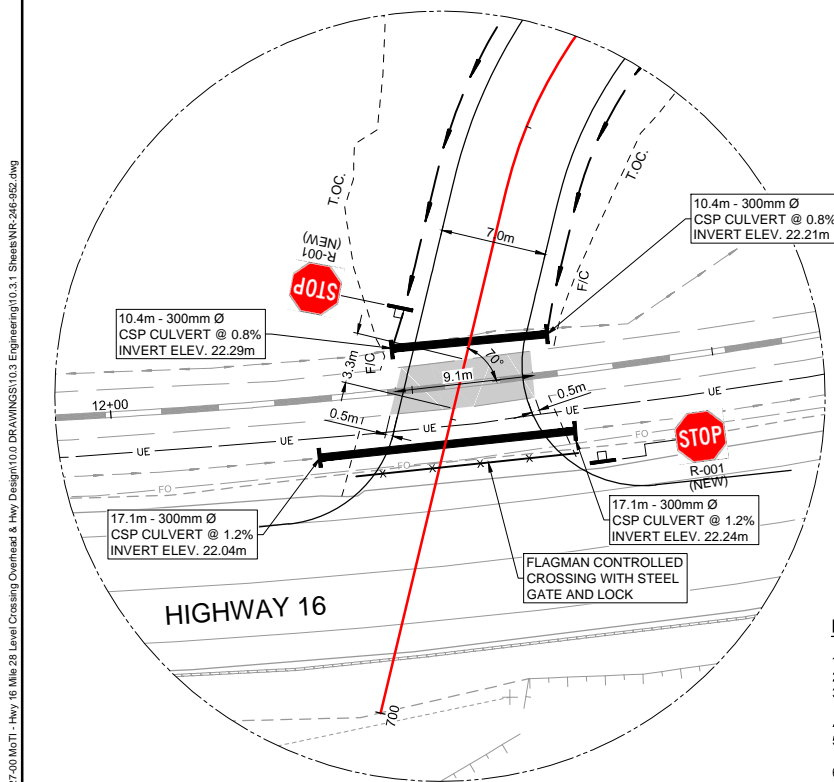 27-00 MoTI - Hwy 16 Mile 28 Level Crossing Overhead & Hwy Design\10.0 DRAWINGS\10.3 Engineering\10.3.1 Sheets\NR-246-952.dwg
T.OC.
T.OC.
R-001
(NEW)
STOP
7.0m
10.4m - 300mm Ø
CSP CULVERT @ 0.8%
INVERT ELEV. 22.21m
F/C
10.4m - 300mm Ø
CSP CULVERT @ 0.8%
INVERT ELEV. 22.29m
3.3m
F/C
70°
9.1m
12+00
0.5m
0.5m
UE
UE
UE
UE
STOP
R-001
(NEW)
FO
FO
FO
17.1m - 300mm Ø
CSP CULVERT @ 1.2%
INVERT ELEV. 22.04m
17.1m - 300mm Ø
CSP CULVERT @ 1.2%
INVERT ELEV. 22.24m
FLAGMAN CONTROLLED
CROSSING WITH STEEL
GATE AND LOCK
HIGHWAY 16
700